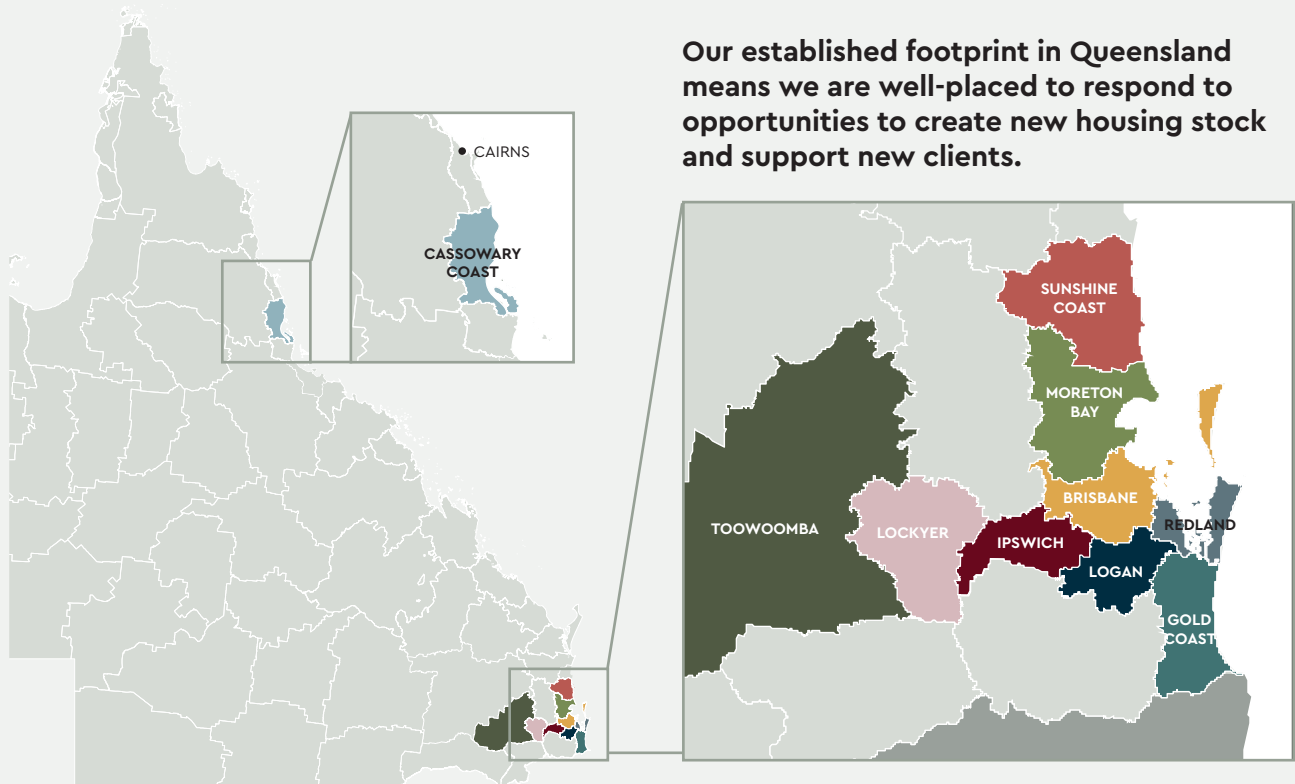 Our established footprint in Queensland
means we are well-placed to respond to
opportunities to create new housing stock
and support new clients.
CAIRNS
CASSOWARY
COAST
SUNSHINE
COAST
MORETON
BAY
BRISBANE
REDLAND
TOOWOOMBA
LOCKYER
IPSWICH
LOGAN
GOLD
COAST